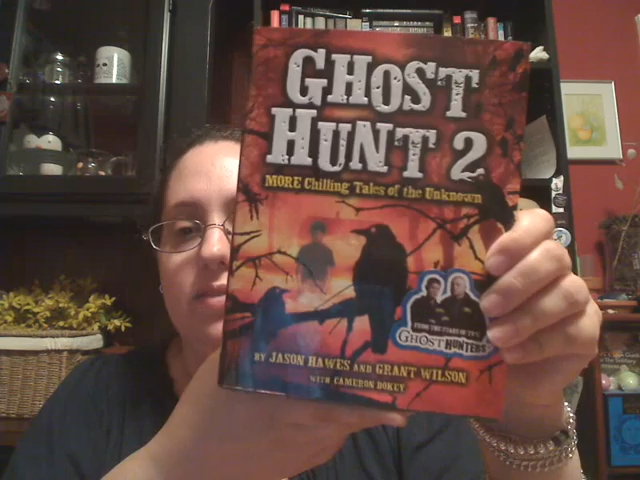 GHOST
HUNT 2
MORE Chilling Tales of the Unknown
FROM THE STARS OF TV'S
GHOST HUNTERS
BY JASON HAWES AND GRANT WILSON
WITH CAMERON DOKEY